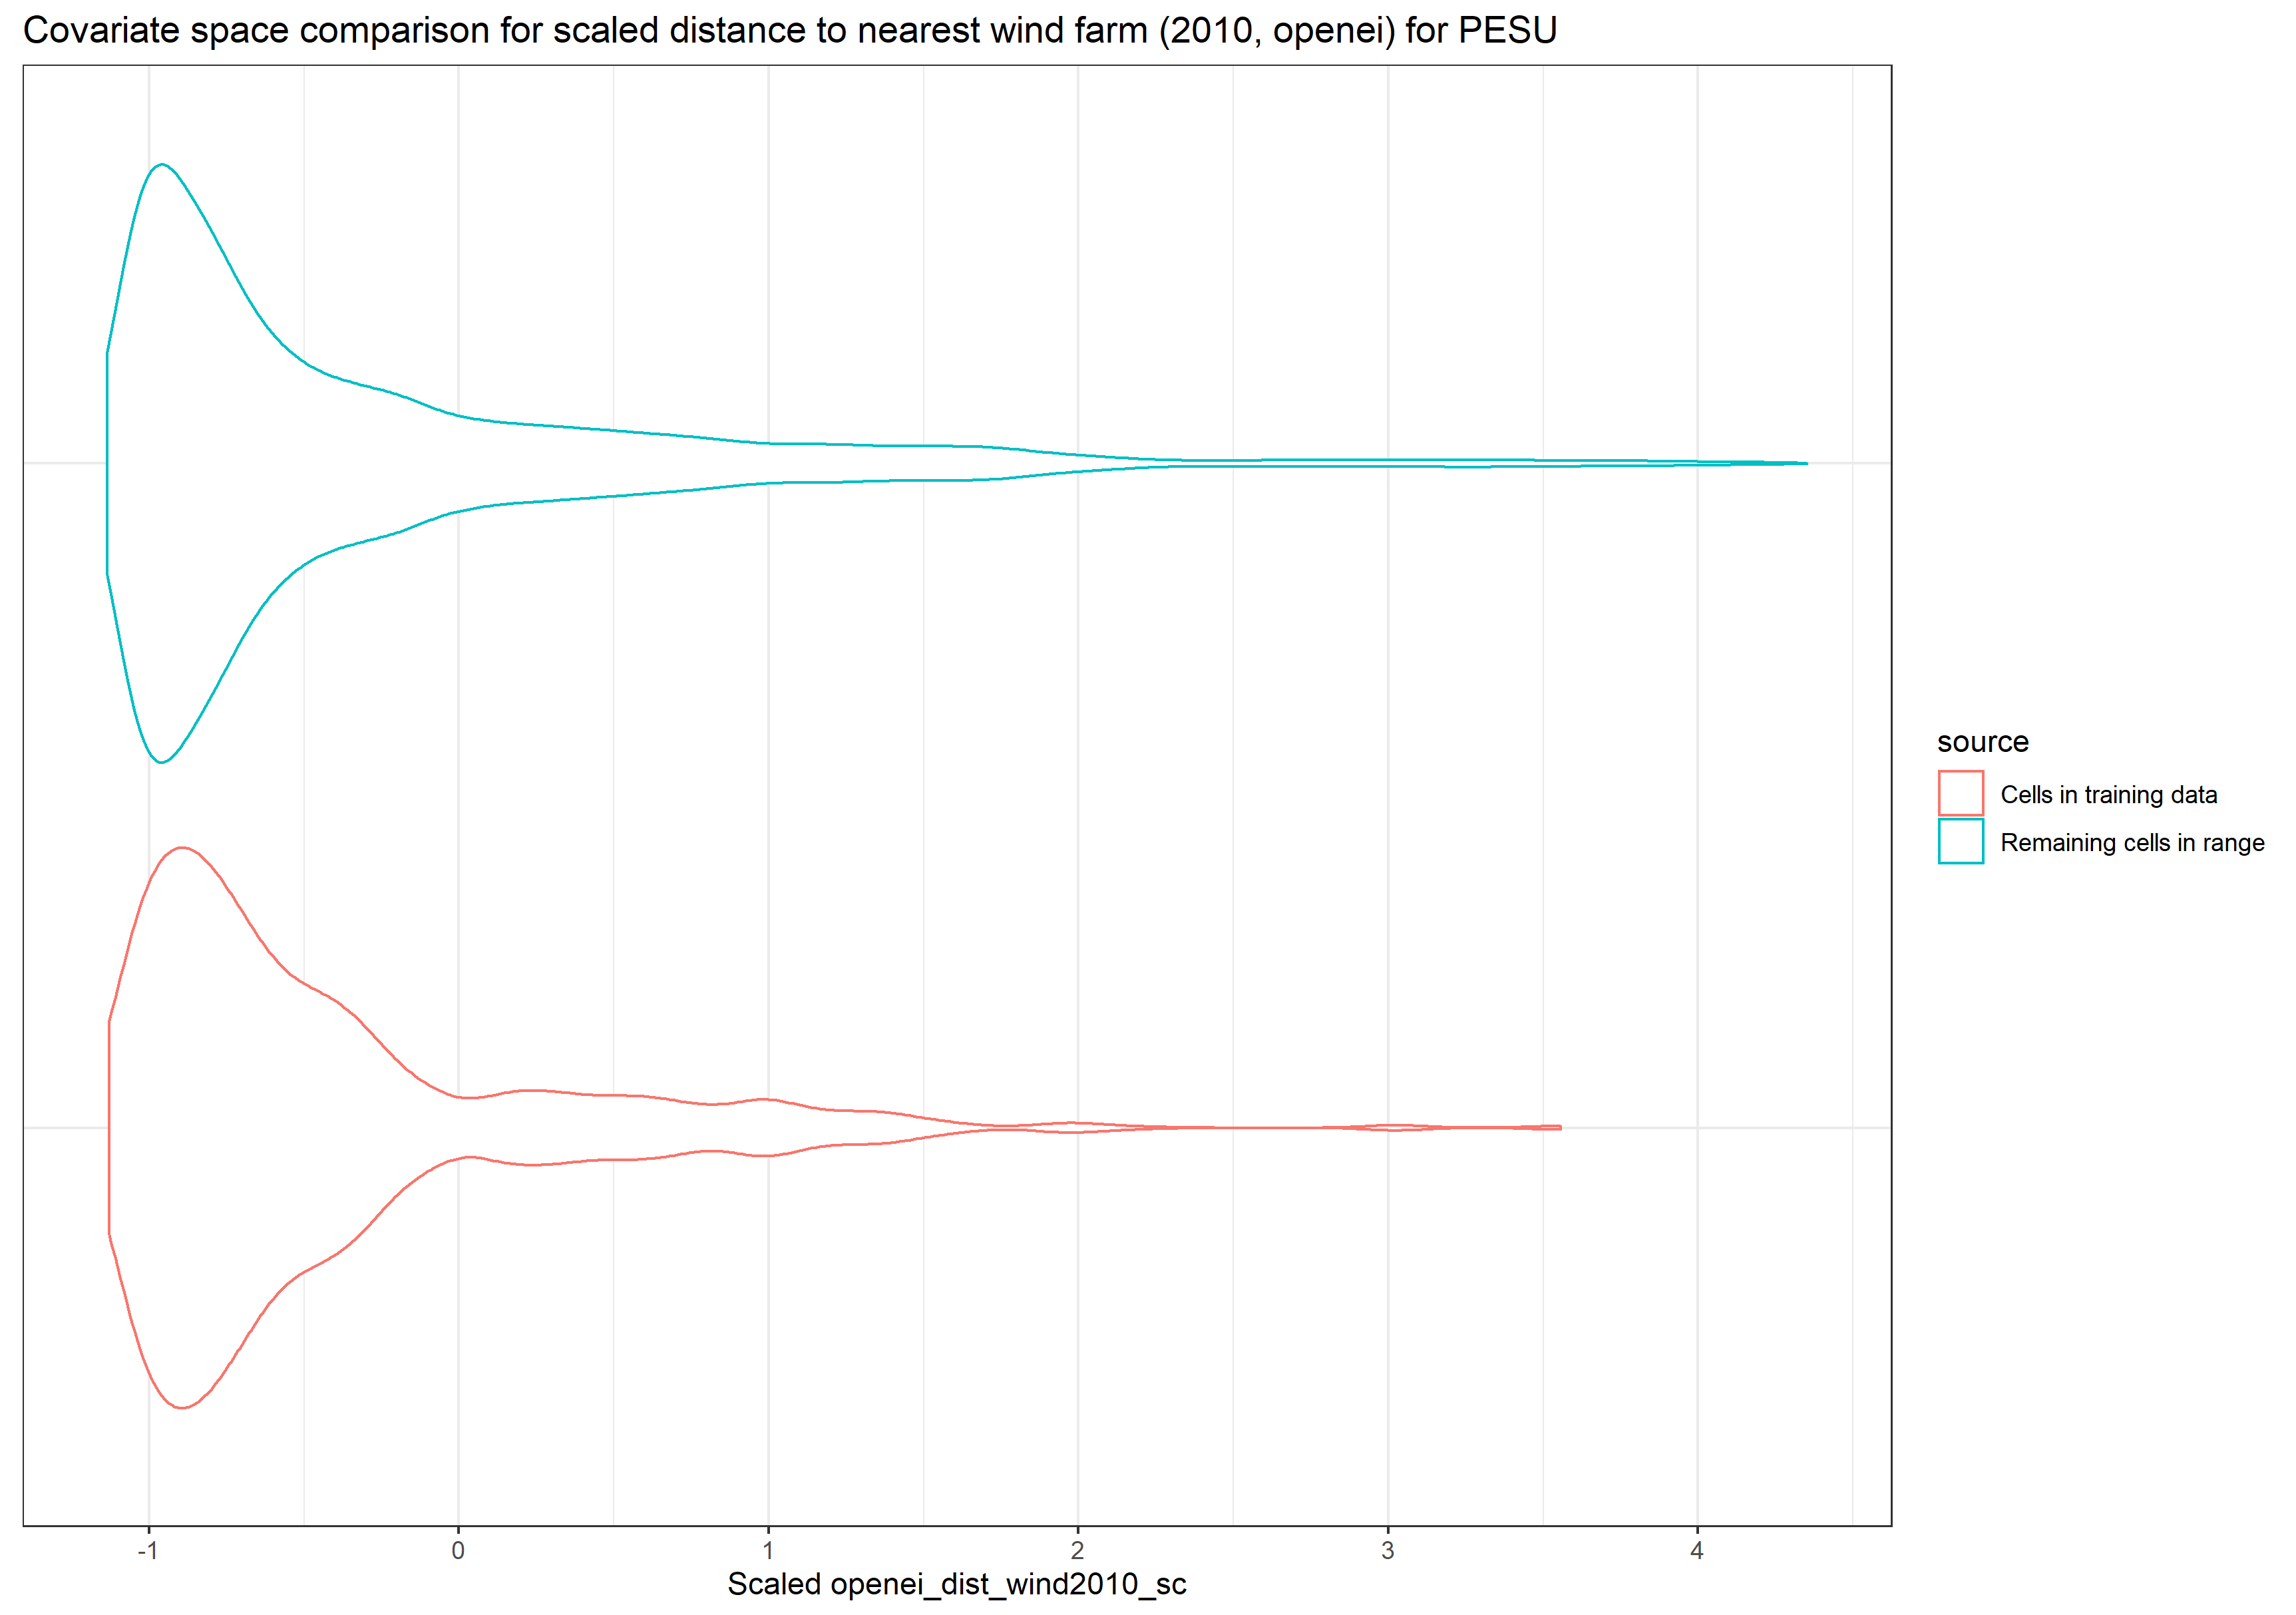 Covariate space comparison for scaled distance to nearest wind farm (2010, openei) for PESU
source
Cells in training data
Remaining cells in range
-1 0 1 2 3 4
Scaled openei_dist_wind2010_sc